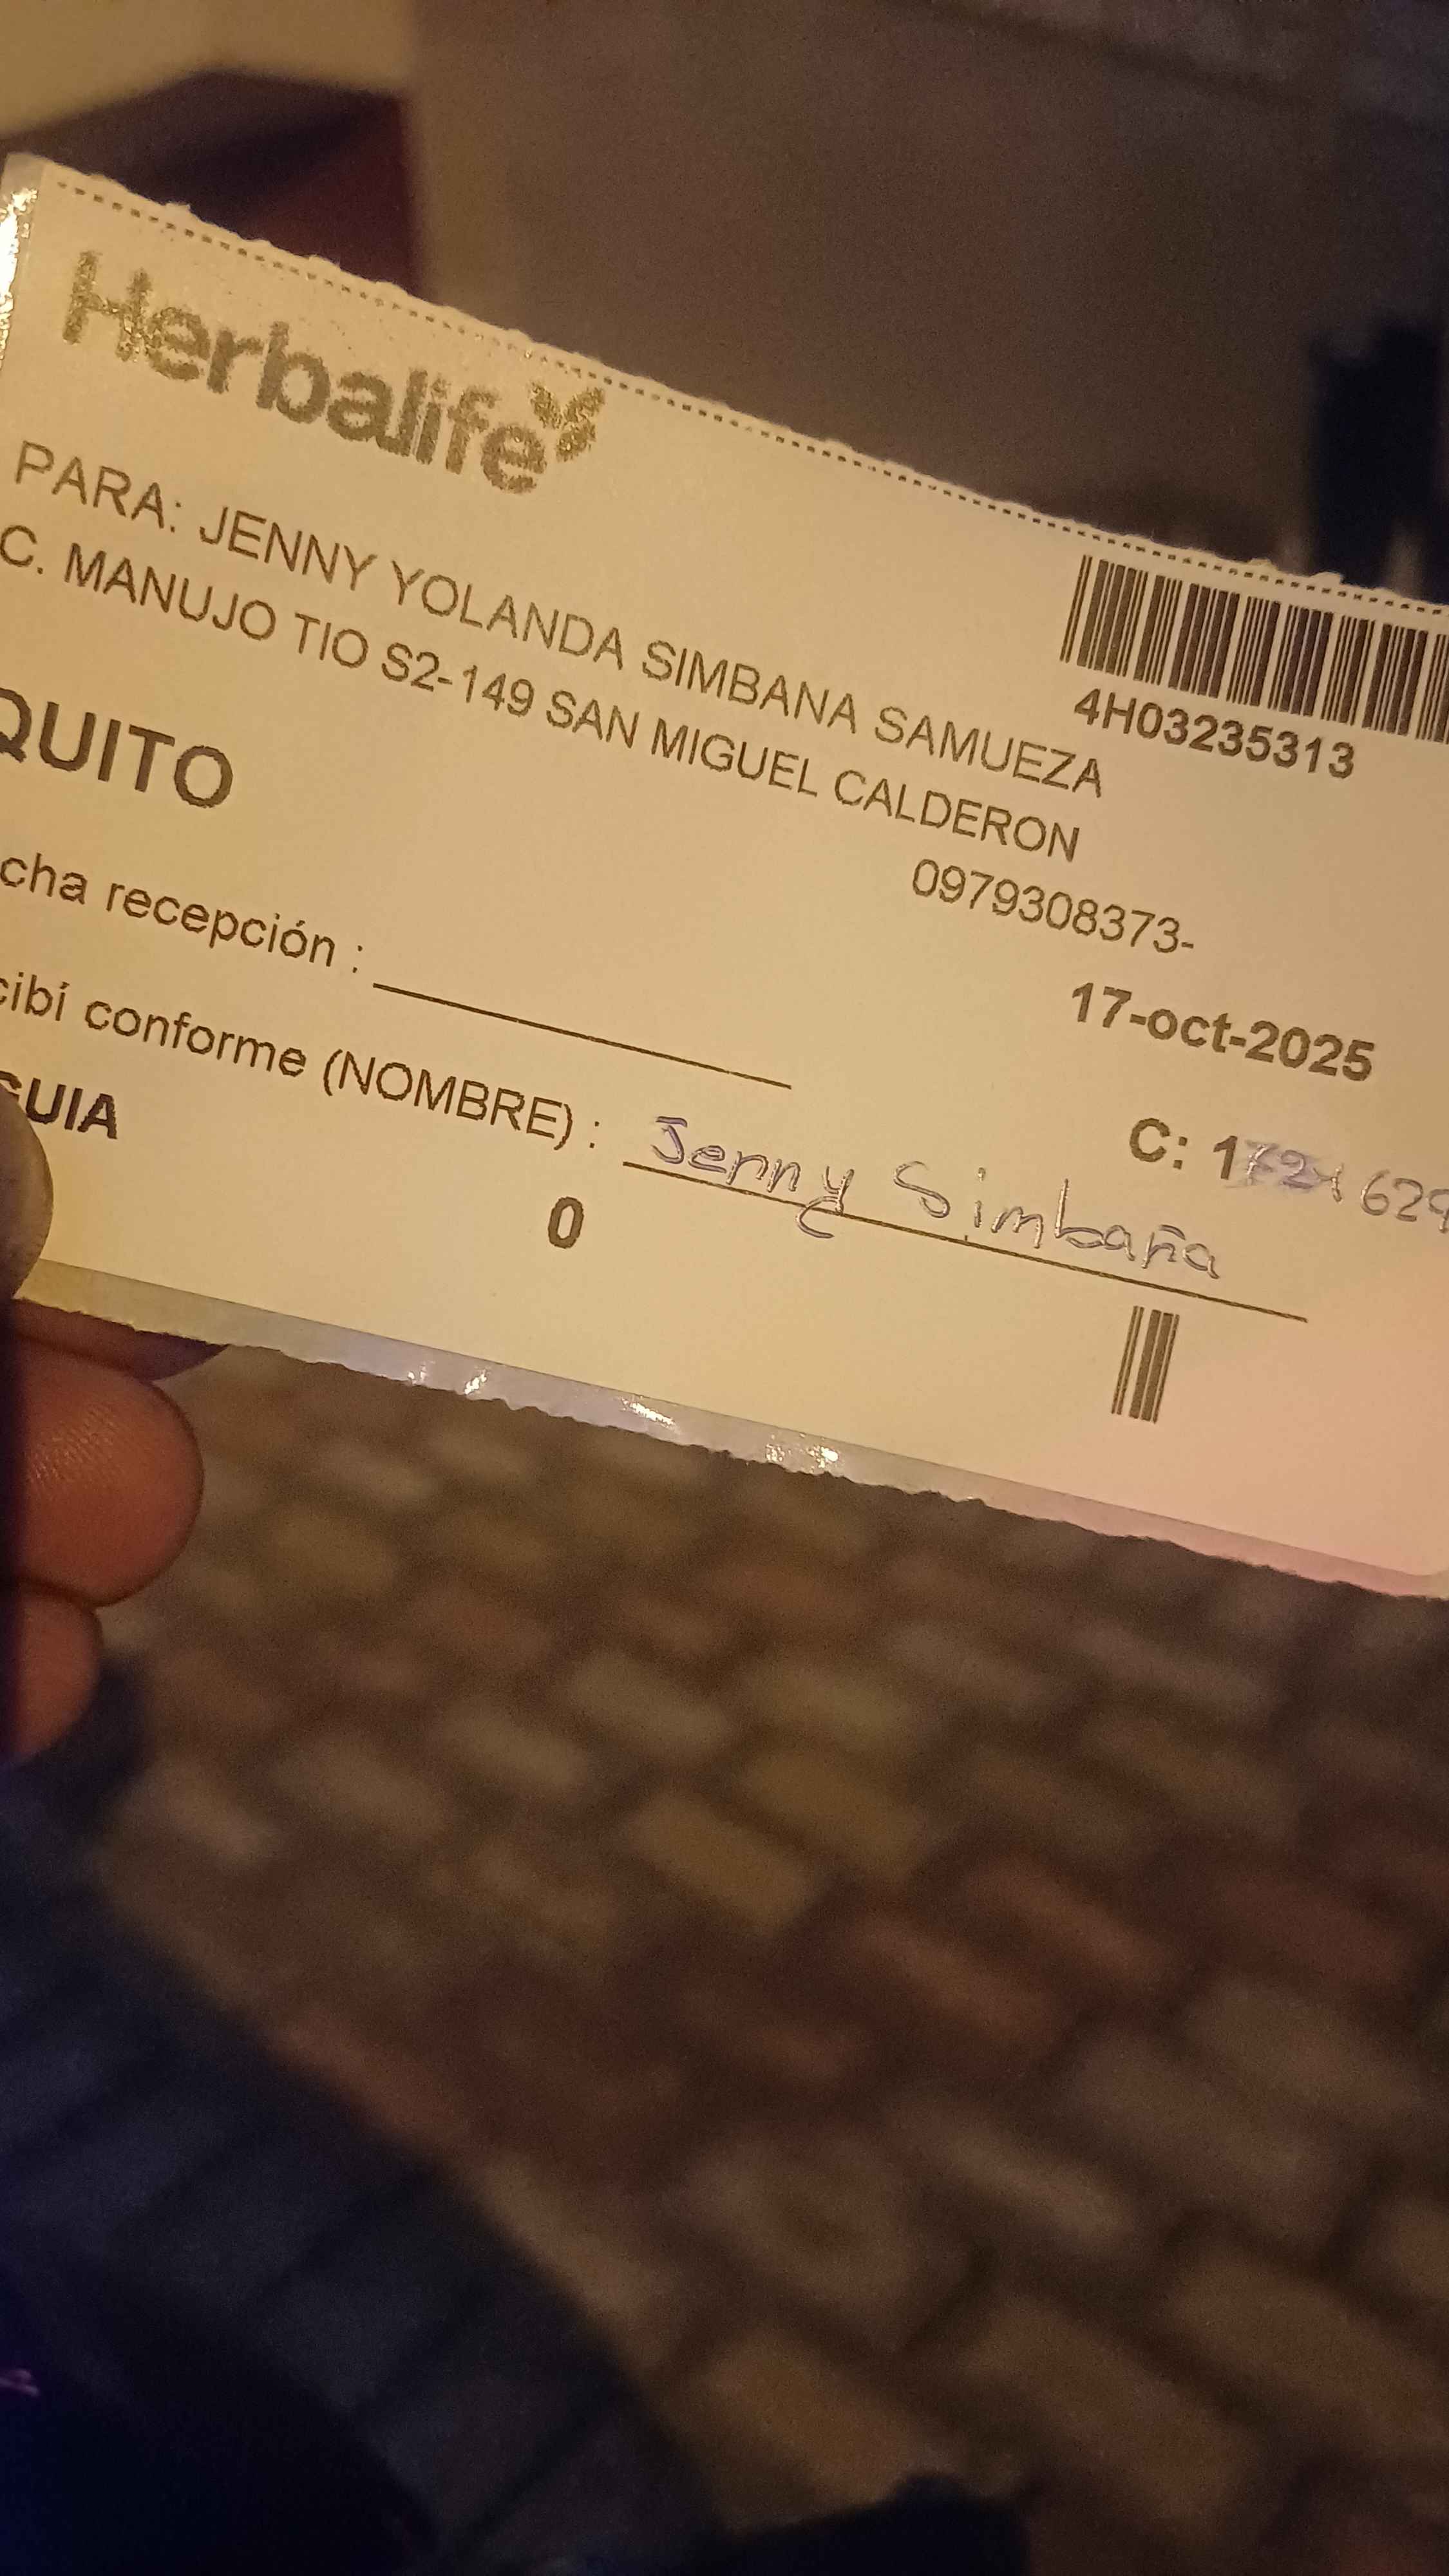 Herbalife
4H03235313
PARA: JENNY YOLANDA SIMBANA SAMUEZA
C. MANUJO TIO S2-149 SAN MIGUEL CALDERON
QUITO
0979308373-
17-oct-2025
cha recepción :
cibí conforme (NOMBRE) : Jenny Simbaña
C: 1
GUIA
0